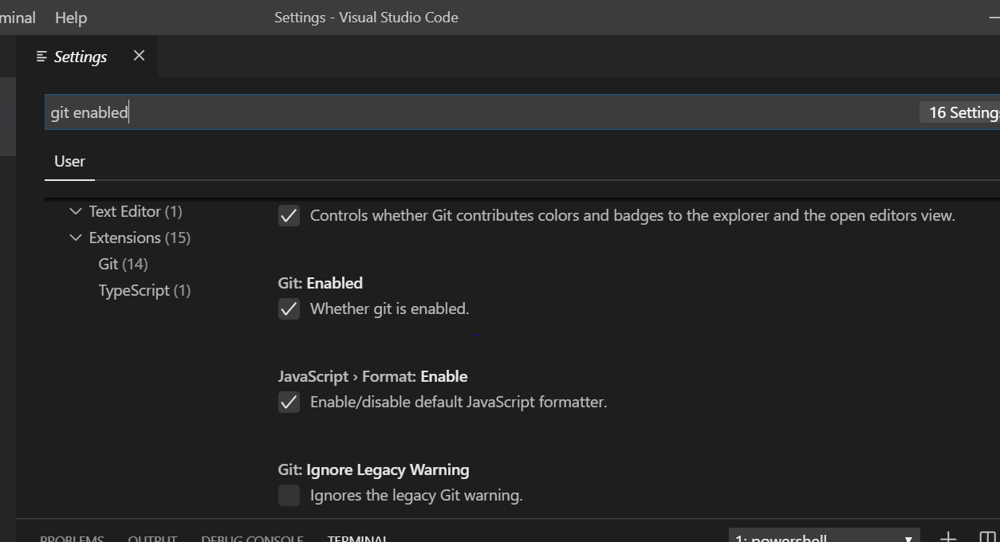 minal Help Settings - Visual Studio Code
Settings
git enabled 16 Settings
User
Text Editor (1)
Extensions (15)
Git (14)
TypeScript (1)
Controls whether Git contributes colors and badges to the explorer and the open editors view.
Git: Enabled
Whether git is enabled.
JavaScript › Format: Enable
Enable/disable default JavaScript formatter.
Git: Ignore Legacy Warning
Ignores the legacy Git warning.
PROBLEMS OUTPUT DEBUG CONSOLE TERMINAL 1: powershell